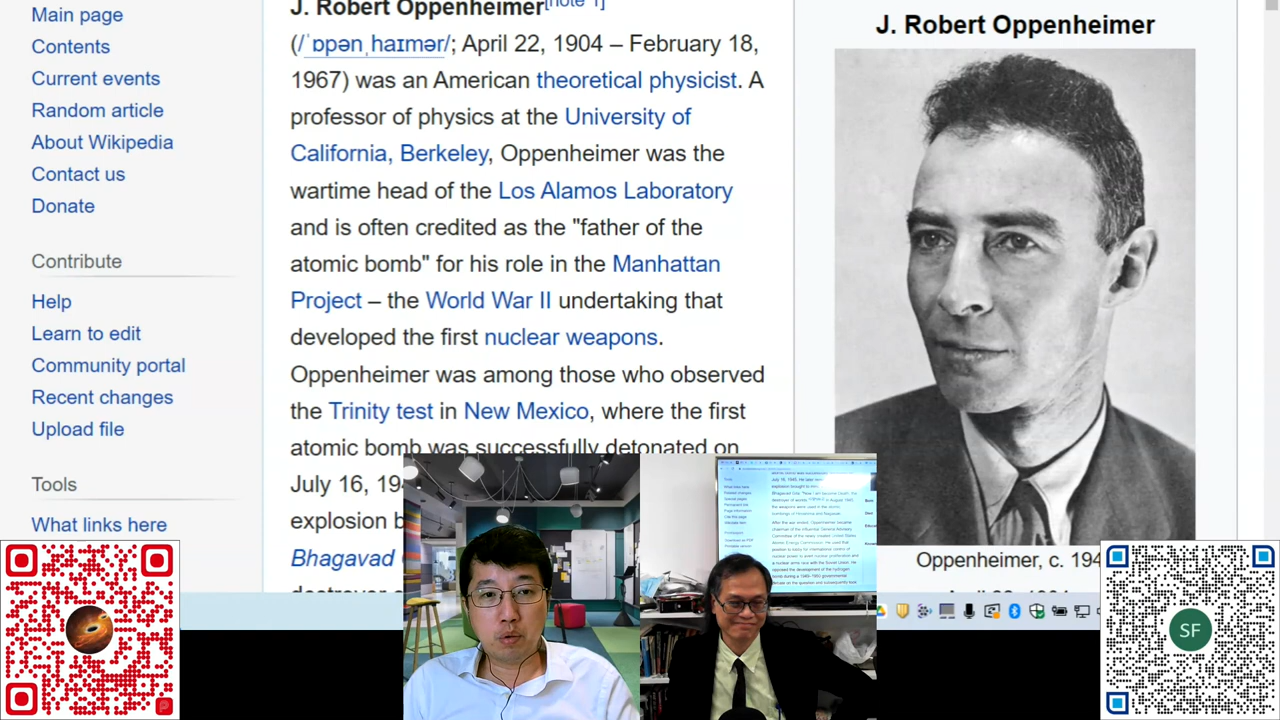 Main page
Contents
Current events
Random article
About Wikipedia
Contact us
Donate
Contribute
Help
Learn to edit
Community portal
Recent changes
Upload file
Tools
What links here
J. Robert Oppenheimer[note 1]
(/ˈɒpənˌhaɪmər/; April 22, 1904 – February 18,
1967) was an American theoretical physicist. A
professor of physics at the University of
California, Berkeley, Oppenheimer was the
wartime head of the Los Alamos Laboratory
and is often credited as the "father of the
atomic bomb" for his role in the Manhattan
Project – the World War II undertaking that
developed the first nuclear weapons.
Oppenheimer was among those who observed
the Trinity test in New Mexico, where the first
atomic bomb was successfully detonated on
July 16, 194
explosion b
Bhagavad
J. Robert Oppenheimer
Oppenheimer, c. 194
SF